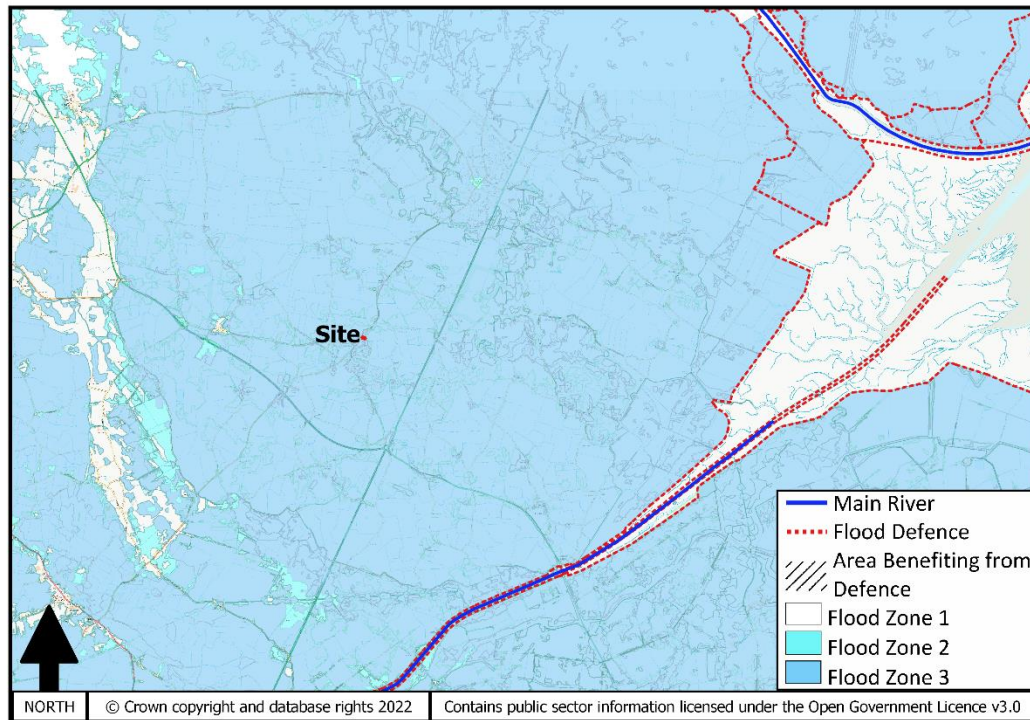 Site
Main River
Flood Defence
Area Benefiting from
Defence
Flood Zone 1
Flood Zone 2
Flood Zone 3
NORTH
© Crown copyright and database rights 2022
Contains public sector information licensed under the Open Government Licence v3.0